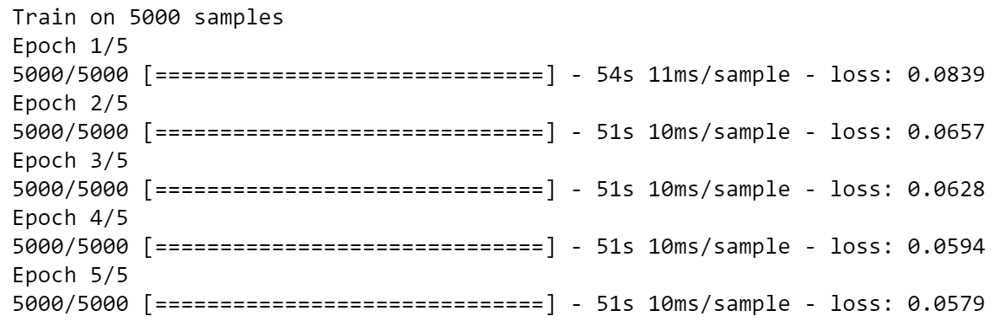 Train on 5000 samples
Epoch 1/5
5000/5000 [==============================] - 54s 11ms/sample - loss: 0.0839
Epoch 2/5
5000/5000 [==============================] - 51s 10ms/sample - loss: 0.0657
Epoch 3/5
5000/5000 [==============================] - 51s 10ms/sample - loss: 0.0628
Epoch 4/5
5000/5000 [==============================] - 51s 10ms/sample - loss: 0.0594
Epoch 5/5
5000/5000 [==============================] - 51s 10ms/sample - loss: 0.0579